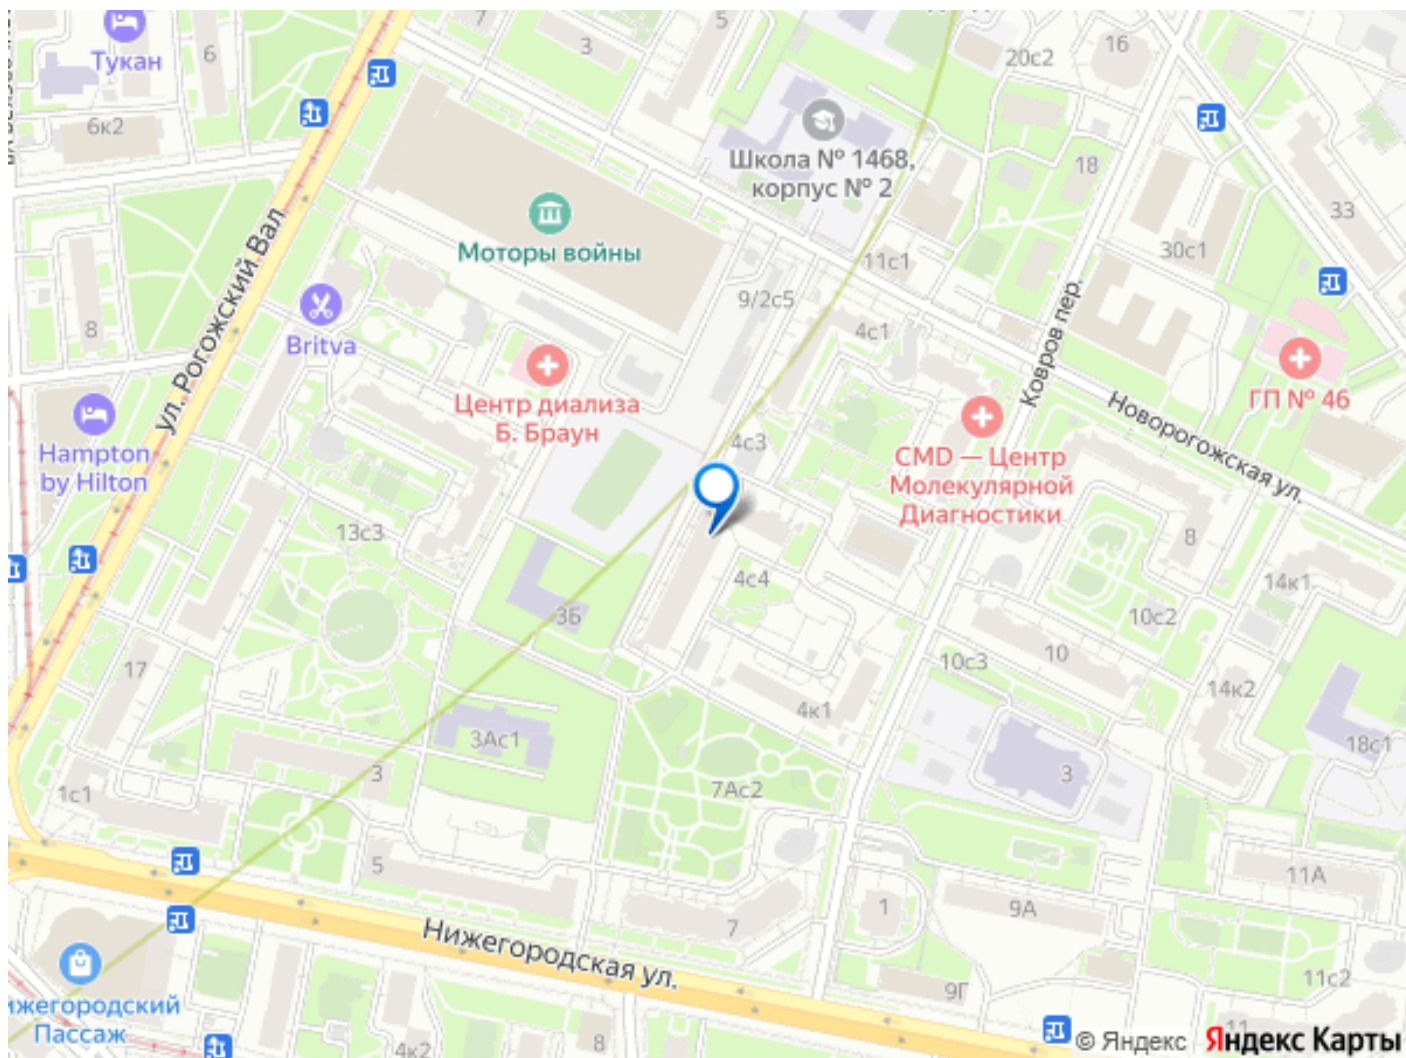 Тукан
6
6к2
7
3
5
20с2
16
Школа № 1468,
корпус № 2
18
33
30с1
Моторы войны
11с1
9/2с5
4с1
ул. Рогожский Вал
8
Britva
Ковров пер.
ГП № 46
Центр диализа
Б. Браун
Новорогожская ул.
Hampton
by Hilton
4с3
CMD — Центр
Молекулярной
Диагностики
13с3
8
4с4
14к1
3Б
10с2
17
10
10с3
14к2
4к1
3Ас1
18с1
3
3
7Ас2
1с1
5
11А
7
1
9А
Нижегородская ул.
11с2
9Г
ижегородский
Пассаж
4к2
8
11
© Яндекс Яндекс Карты